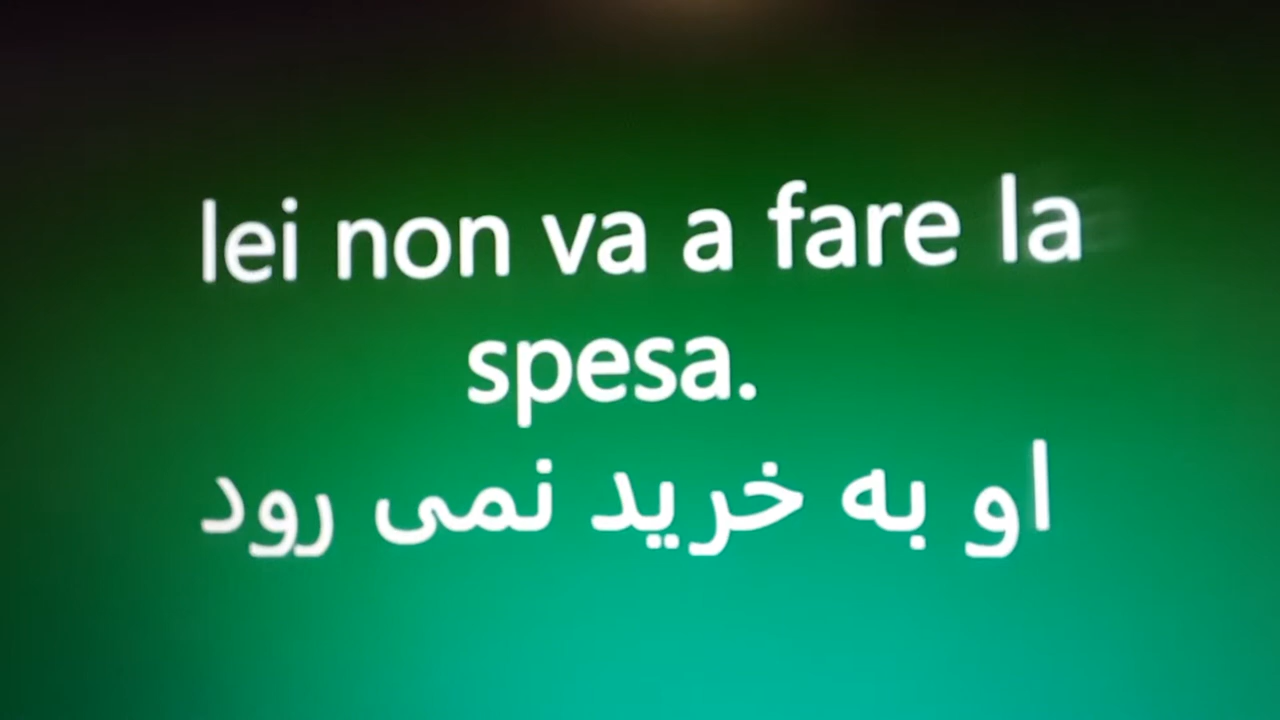 lei non va a fare la
spesa.
او به خرید نمی رود